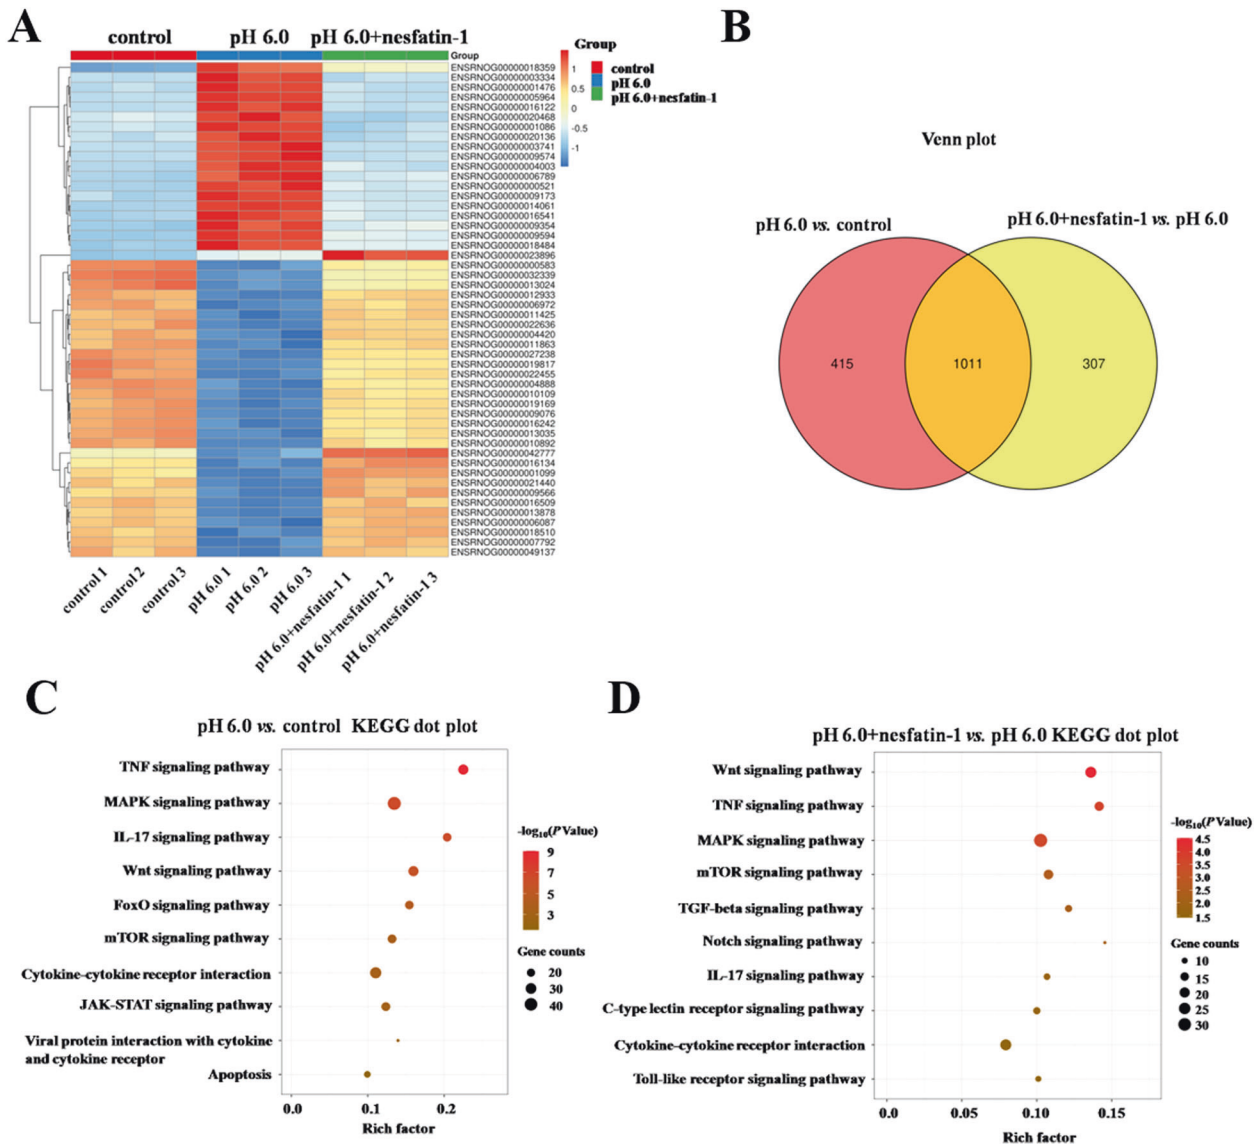 A
B
control
pH 6.0
pH 6.0+nesfatin-1
Group
ENSRNOG00000018359
ENSRNOG00000003334
ENSRNOG00000001476
ENSRNOG00000005964
ENSRNOG00000016122
ENSRNOG00000020468
ENSRNOG00000001086
ENSRNOG00000020136
ENSRNOG00000003741
ENSRNOG00000009574
ENSRNOG00000004003
ENSRNOG00000006789
ENSRNOG00000000521
ENSRNOG00000009173
ENSRNOG00000014061
ENSRNOG00000016541
ENSRNOG00000009354
ENSRNOG00000009594
ENSRNOG00000018484
ENSRNOG00000023896
ENSRNOG00000000583
ENSRNOG00000032339
ENSRNOG00000013024
ENSRNOG00000012933
ENSRNOG00000006972
ENSRNOG00000011425
ENSRNOG00000022636
ENSRNOG00000004420
ENSRNOG00000011863
ENSRNOG00000027238
ENSRNOG00000019817
ENSRNOG00000022455
ENSRNOG00000004888
ENSRNOG00000010109
ENSRNOG00000019169
ENSRNOG00000009076
ENSRNOG00000016242
ENSRNOG00000013035
ENSRNOG00000010892
ENSRNOG00000042777
ENSRNOG00000016134
ENSRNOG00000001099
ENSRNOG00000021440
ENSRNOG00000009566
ENSRNOG00000016509
ENSRNOG00000013878
ENSRNOG00000006087
ENSRNOG00000018510
ENSRNOG00000007792
ENSRNOG00000049137
Group
1
0.5
0
-0.5
-1
control
pH 6.0
pH 6.0+nesfatin-1
control 1
control 2
control 3
pH 6.0 1
pH 6.0 2
pH 6.0 3
pH 6.0+nesfatin-1 1
pH 6.0+nesfatin-1 2
pH 6.0+nesfatin-1 3
Venn plot
pH 6.0 vs. control
pH 6.0+nesfatin-1 vs. pH 6.0
415
1011
307
C
pH 6.0 vs. control KEGG dot plot
TNF signaling pathway
MAPK signaling pathway
IL-17 signaling pathway
Wnt signaling pathway
FoxO signaling pathway
mTOR signaling pathway
Cytokine-cytokine receptor interaction
JAK-STAT signaling pathway
Viral protein interaction with cytokine
and cytokine receptor
Apoptosis
0.0
0.1
0.2
Rich factor
-log10(P Value)
9
7
5
3
Gene counts
20
30
40
D
pH 6.0+nesfatin-1 vs. pH 6.0 KEGG dot plot
Wnt signaling pathway
TNF signaling pathway
MAPK signaling pathway
mTOR signaling pathway
TGF-beta signaling pathway
Notch signaling pathway
IL-17 signaling pathway
C-type lectin receptor signaling pathway
Cytokine-cytokine receptor interaction
Toll-like receptor signaling pathway
0.0
0.05
0.10
0.15
Rich factor
-log10(P Value)
4.5
4.0
3.5
3.0
2.5
2.0
1.5
Gene counts
10
15
20
25
30